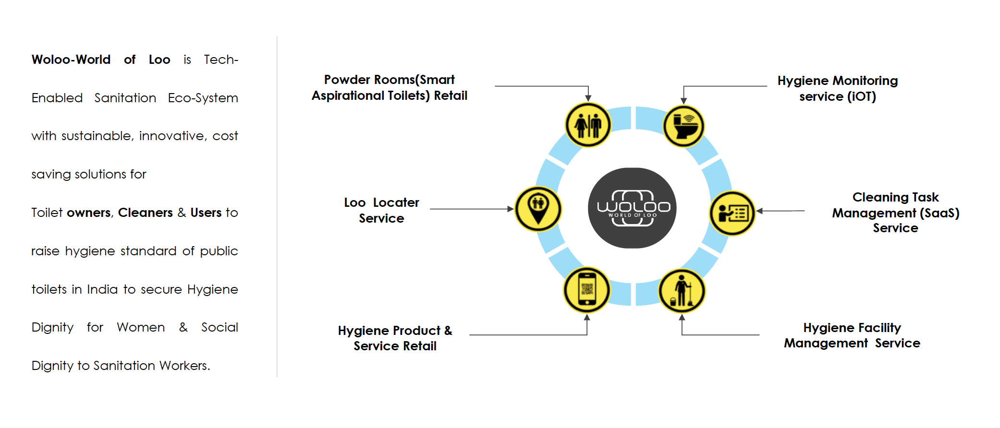 Woloo-World of Loo is Tech-
Enabled Sanitation Eco-System
with sustainable, innovative, cost
saving solutions for
Toilet owners, Cleaners & Users to
raise hygiene standard of public
toilets in India to secure Hygiene
Dignity for Women & Social
Dignity to Sanitation Workers.
Powder Rooms(Smart
Aspirational Toilets) Retail
Hygiene Monitoring
service (iOT)
Loo Locater
Service
WOLOO
WORLD OF LOO
Cleaning Task
Management (SaaS)
Service
Hygiene Product &
Service Retail
Hygiene Facility
Management Service